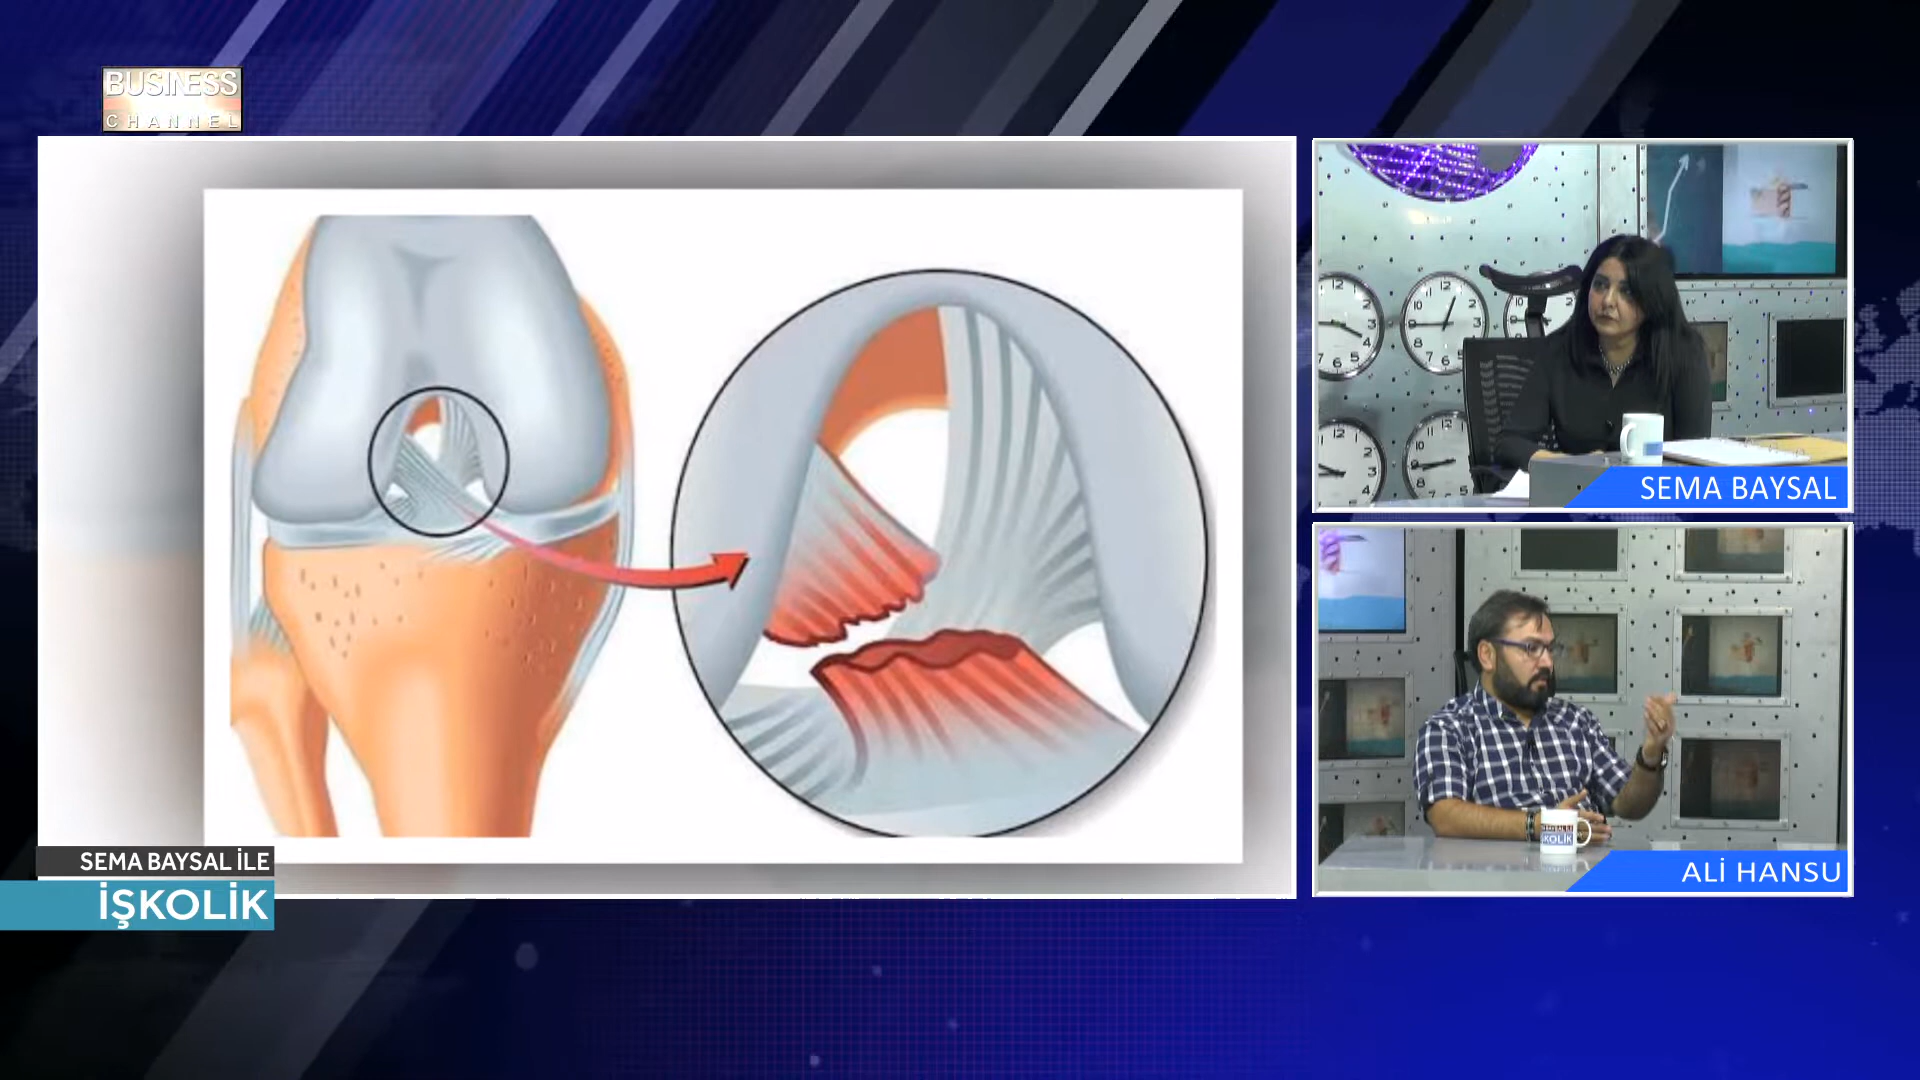 BUSINESS
CHANNEL
SEMA BAYSAL
ALİ HANSU
SEMA BAYSAL İLE
İŞKOLİK